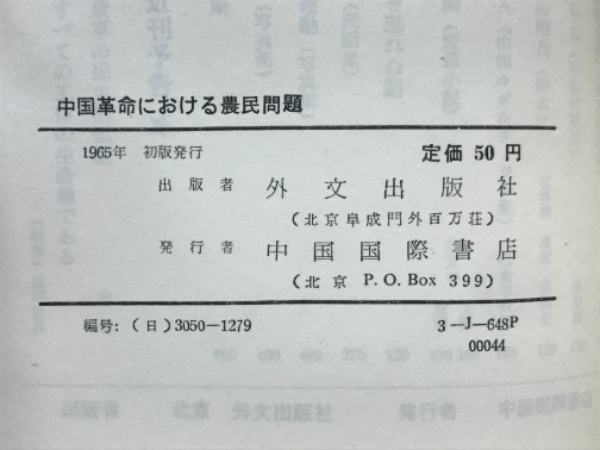 中国革命における農民問題
1965年 初版発行 定価 50 円
出版者 外文出版社
(北京阜成門外百万荘)
発行者 中国国際書店
(北京 P.O. Box 399)
編号: (日) 3050—1279 3—J—648P
00044